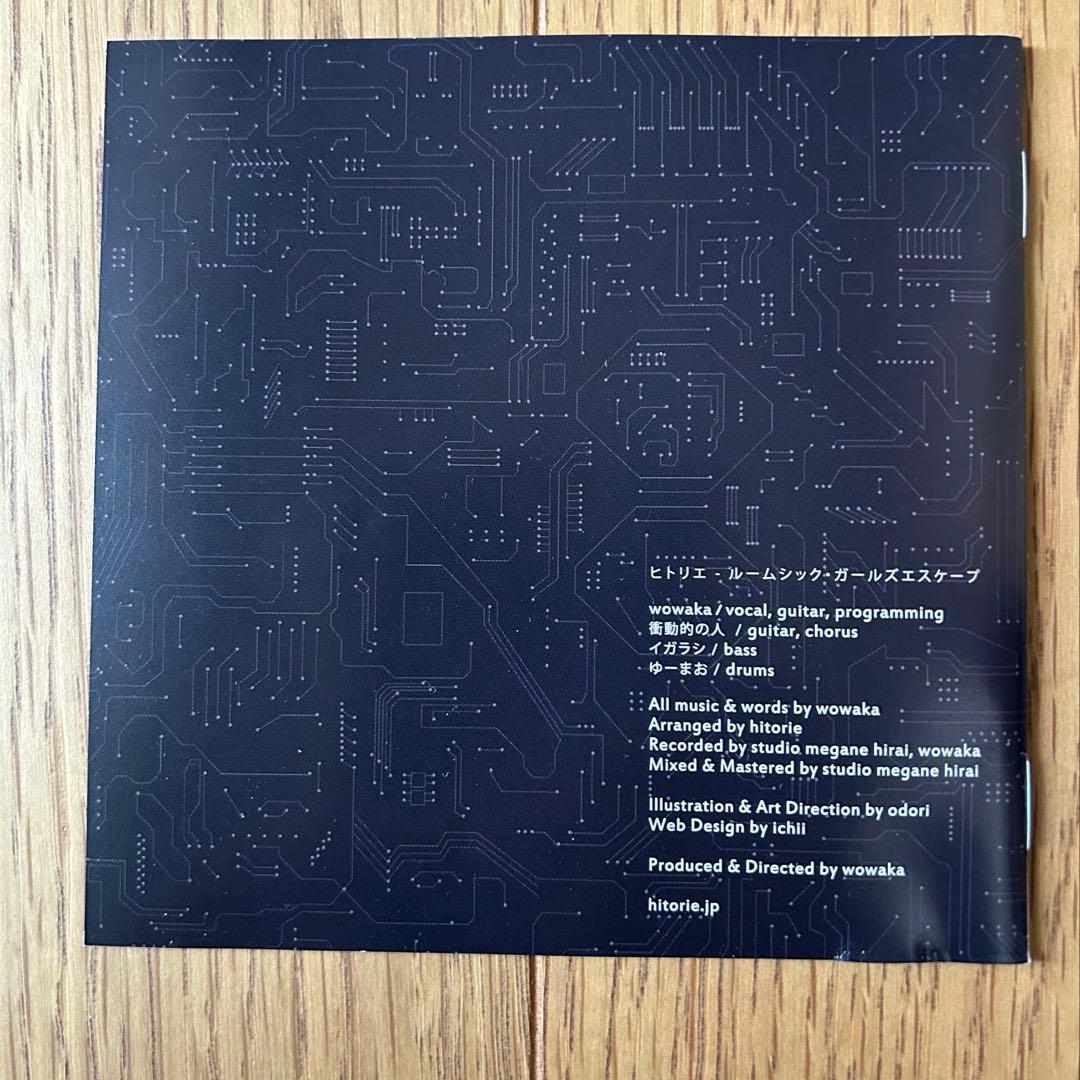 ヒトリエ - ルームシック・ガールズエスケープ
wowaka / vocal, guitar, programming
衝動的の人 / guitar, chorus
イガラシ / bass
ゆーまお / drums
All music & words by wowaka
Arranged by hitorie
Recorded by studio megane hirai, wowaka
Mixed & Mastered by studio megane hirai
Illustration & Art Direction by odori
Web Design by ichii
Produced & Directed by wowaka
hitorie.jp